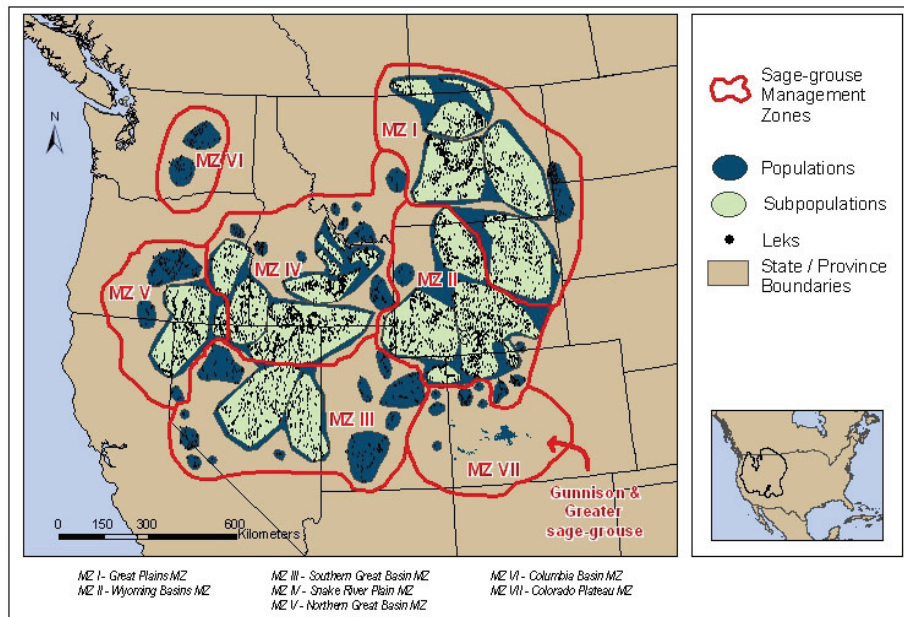 N
MZ I
MZ VI
MZ IV
MZ II
MZ V
MZ III
MZ VII
Gunnison &
Greater
sage-grouse
0 150 300 600
Kilometers
Sage-grouse
Management
Zones
Populations
Subpopulations
Leks
State / Province
Boundaries
MZ I - Great Plains MZ
MZ II - Wyoming Basins MZ
MZ III - Southern Great Basin MZ
MZ IV - Snake River Plain MZ
MZ V - Northern Great Basin MZ
MZ VI - Columbia Basin MZ
MZ VII - Colorado Plateau MZ